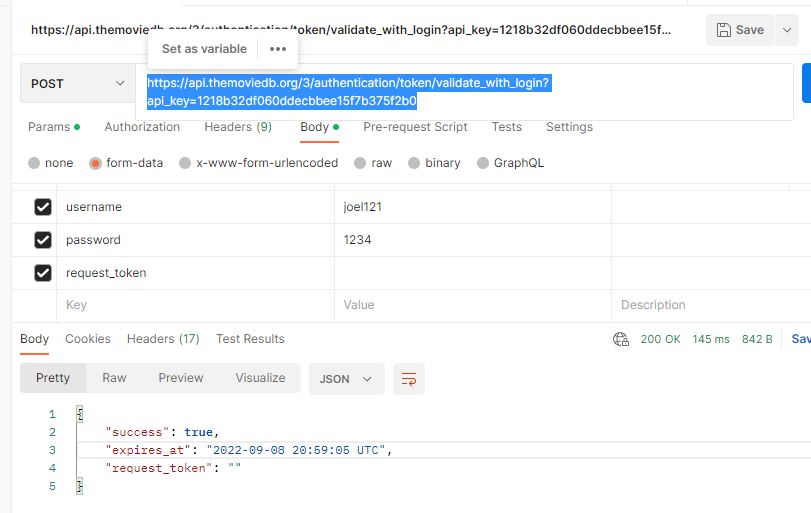 https://api.themoviedb.org/3/authentication/token/validate_with_login?api_key=1218b32df060ddecbbee15f...
Save
Set as variable
POST
https://api.themoviedb.org/3/authentication/token/validate_with_login?
api_key=1218b32df060ddecbbee15f7b375f2b0
Params Authorization Headers (9) Body Pre-request Script Tests Settings
none form-data x-www-form-urlencoded raw binary GraphQL
username joel121
password 1234
request_token
Key Value Description
Body Cookies Headers (17) Test Results 200 OK 145 ms 842 B Sav
Pretty Raw Preview Visualize JSON
1 {
2 "success": true,
3 "expires_at": "2022-09-08 20:59:05 UTC",
4 "request_token": ""
5 }